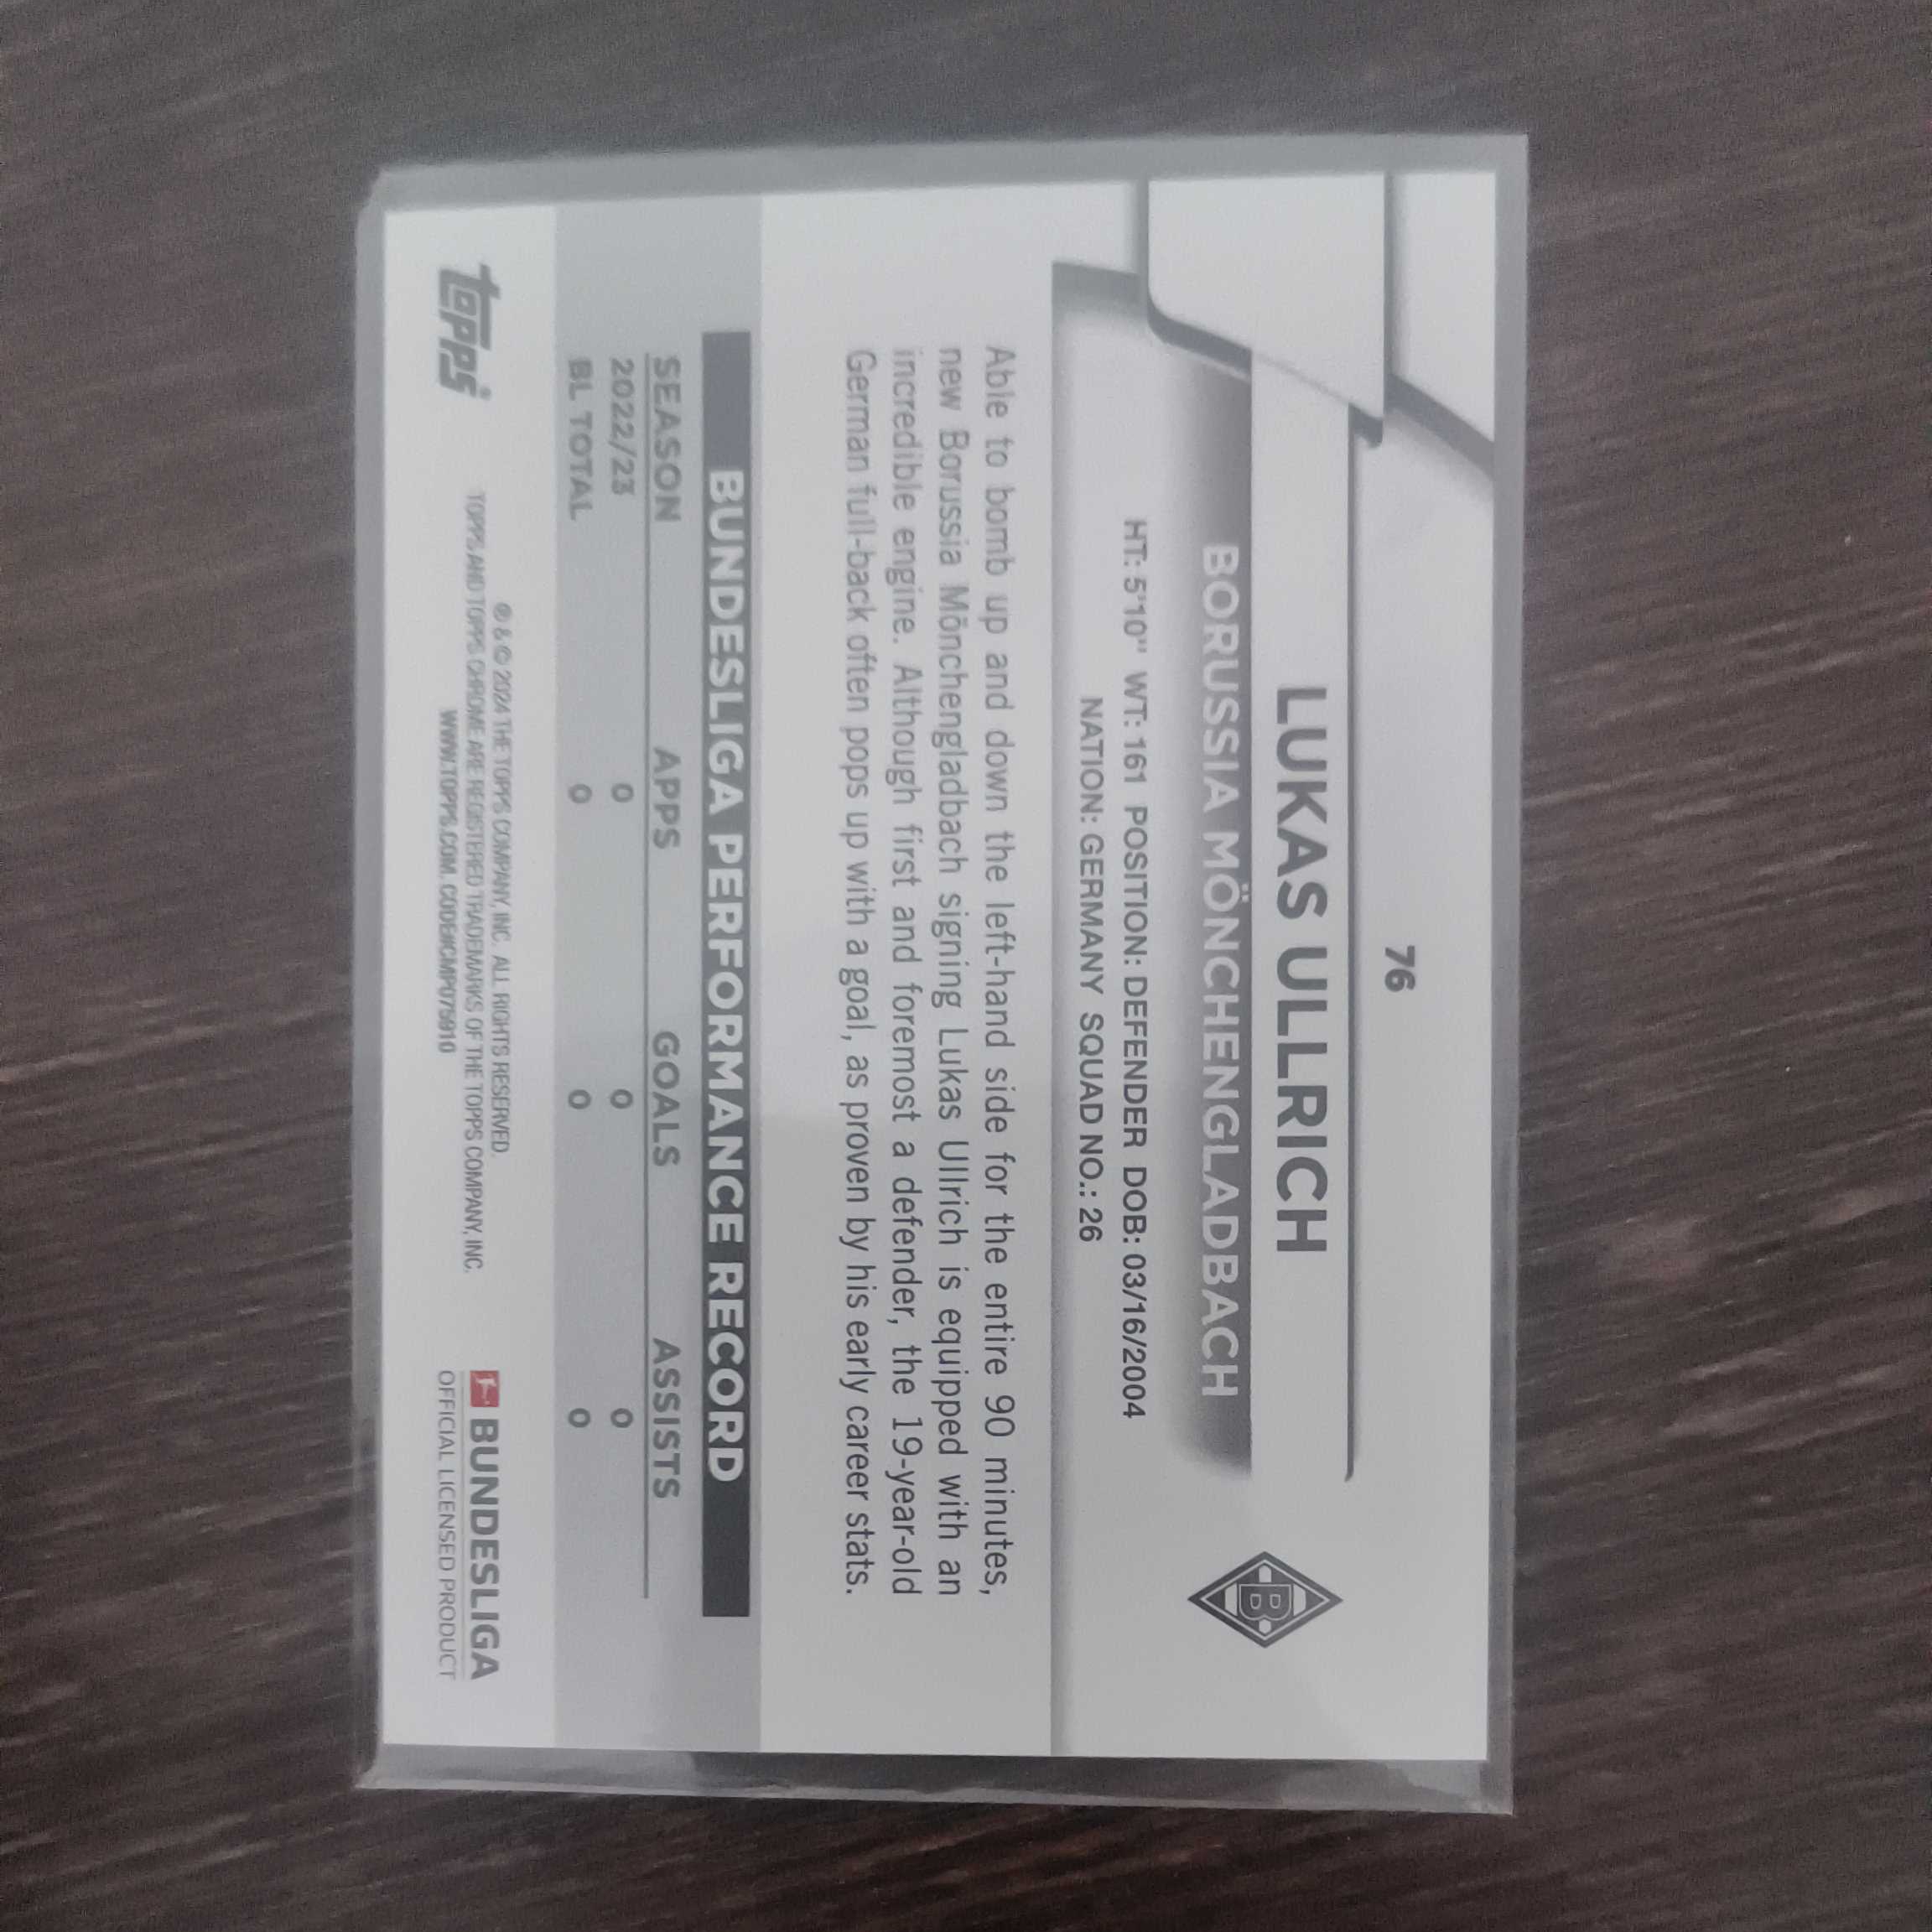 76
LUKAS ULLRICH
BORUSSIA MÖNCHENGLADBACH
B
HT: 5'10" WT: 161 POSITION: DEFENDER DOB: 03/16/2004
NATION: GERMANY SQUAD NO.: 26
Able to bomb up and down the left-hand side for the entire 90 minutes,
new Borussia Mönchengladbach signing Lukas Ullrich is equipped with an
incredible engine. Although first and foremost a defender, the 19-year-old
German full-back often pops up with a goal, as proven by his early career stats.
BUNDESLIGA PERFORMANCE RECORD
SEASON APPS GOALS ASSISTS
2022/23 0 0 0
BL TOTAL 0 0 0
topps
® & © 2024 THE TOPPS COMPANY, INC. ALL RIGHTS RESERVED.
TOPPS AND TOPPS CHROME ARE REGISTERED TRADEMARKS OF THE TOPPS COMPANY, INC.
WWW.TOPPS.COM. CODE#CMP075910
BUNDESLIGA
OFFICIAL LICENSED PRODUCT